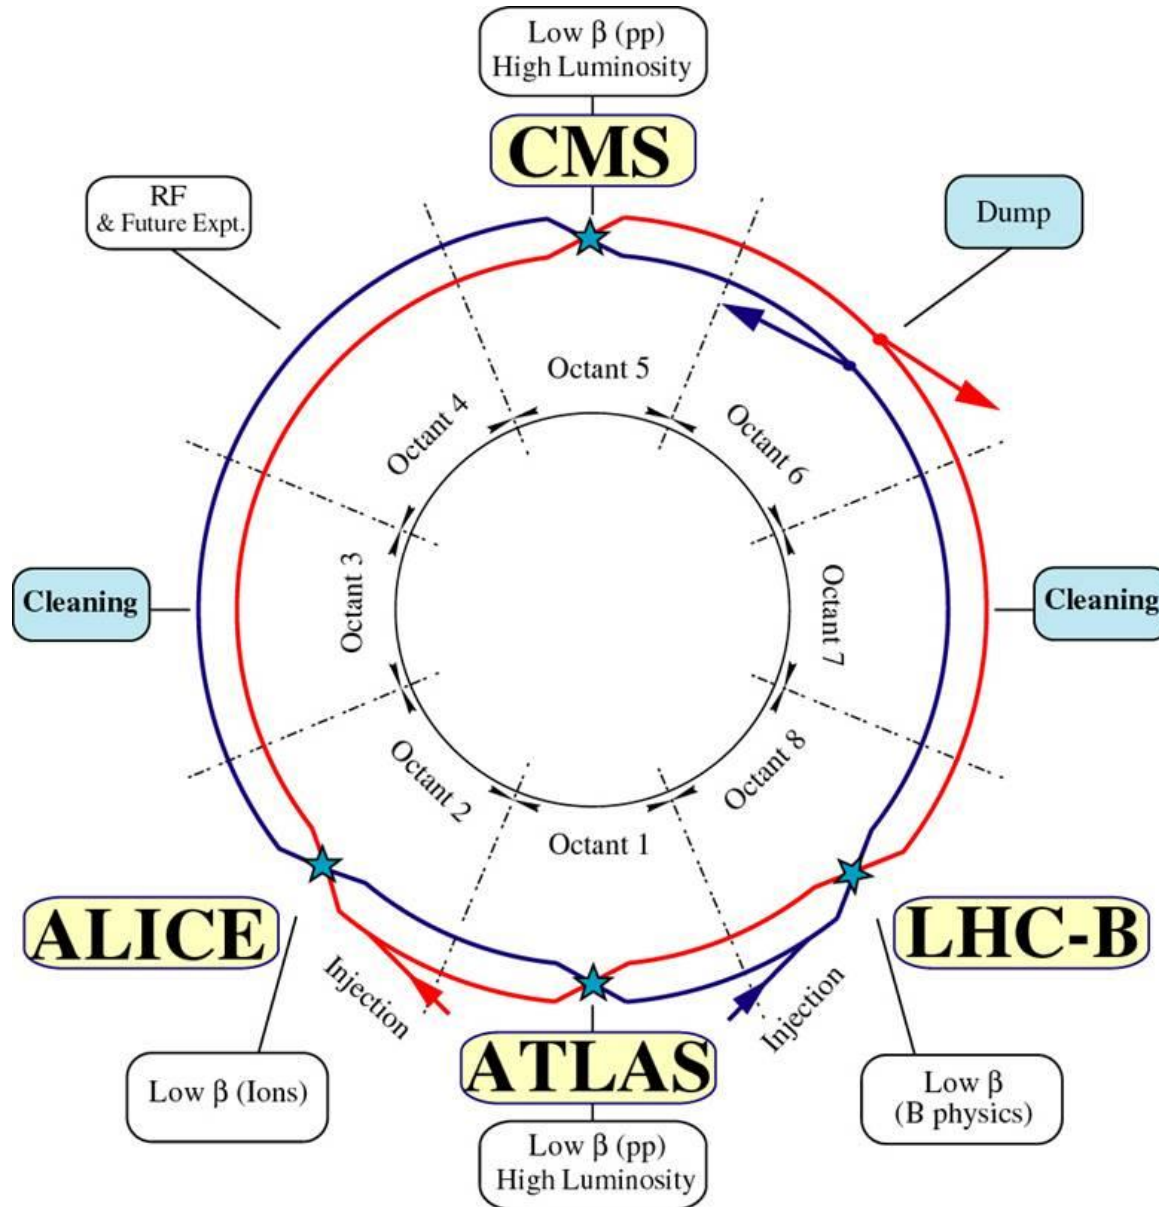 Low β (pp)
High Luminosity
CMS
RF
& Future Expt.
Dump
Octant 5
Octant 4
Octant 6
Cleaning
Octant 3
Octant 7
Cleaning
Octant 2
Octant 8
Octant 1
ALICE
LHC-B
Injection
Injection
ATLAS
Low β (Ions)
Low β
(B physics)
Low β (pp)
High Luminosity